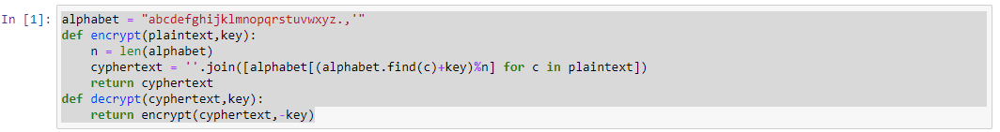 In [1]: alphabet = "abcdefghijklmnopqrstuvwxyz.,'"
def encrypt(plaintext,key):
    n = len(alphabet)
    cyphertext = ''.join([alphabet[(alphabet.find(c)+key)%n] for c in plaintext])
    return cyphertext
def decrypt(cyphertext,key):
    return encrypt(cyphertext,-key)